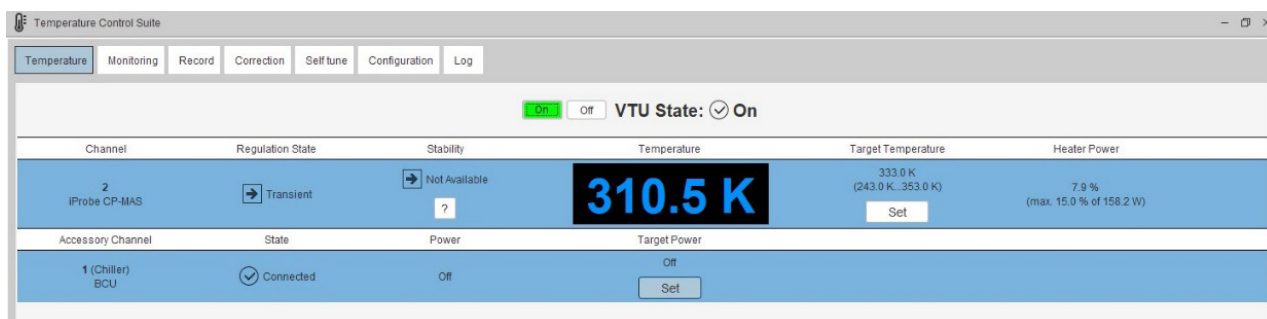 Temperature Control Suite
Temperature Monitoring Record Correction Self tune Configuration Log
On Off VTU State: On
Channel Regulation State Stability Temperature Target Temperature Heater Power
2
iProbe CP-MAS
Transient
Not Available
?
310.5 K
333.0 K
(243.0 K...353.0 K)
Set
7.9 %
(max. 15.0 % of 158.2 W)
Accessory Channel State Power Target Power
1 (Chiller)
BCU
Connected
Off
Off
Set